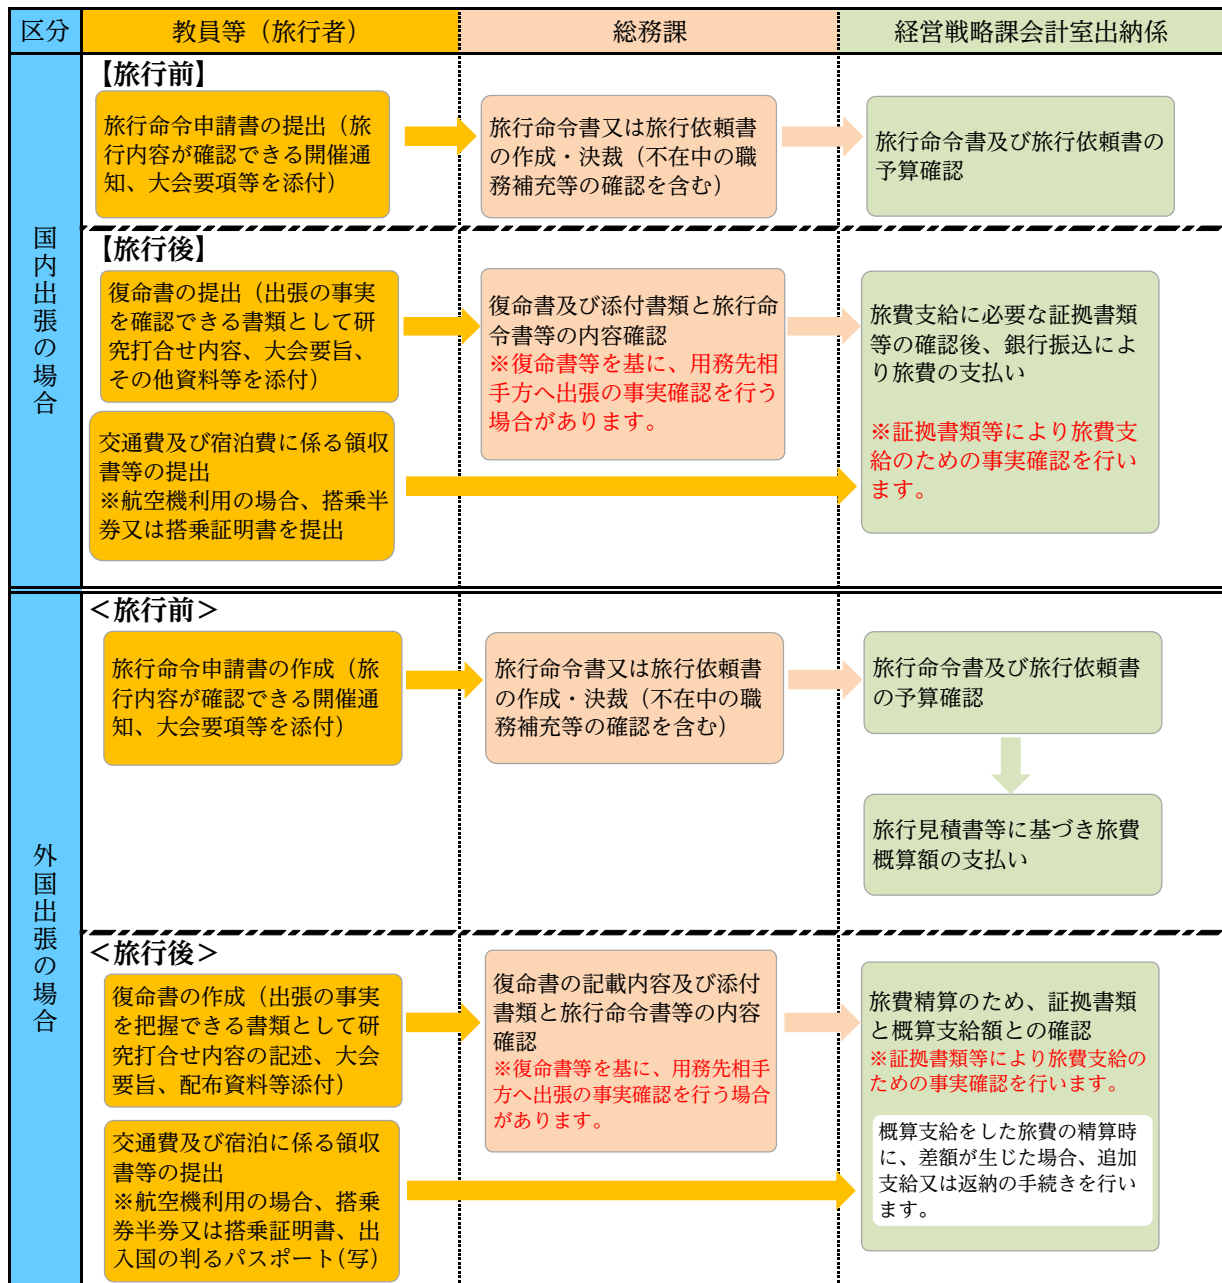 区分
教員等（旅行者）
総務課
経営戦略課会計室出納係
国内出張の場合
【旅行前】
旅行命令申請書の提出（旅
行内容が確認できる開催通
知、大会要項等を添付）
旅行命令書又は旅行依頼書
の作成・決裁（不在中の職
務補充等の確認を含む）
旅行命令書及び旅行依頼書の
予算確認
【旅行後】
復命書の提出（出張の事実
を確認できる書類として研
究打合せ内容、大会要旨、
その他資料等を添付）
復命書及び添付書類と旅行命
令書等の内容確認
※復命書等を基に、用務先相
手方へ出張の事実確認を行う
場合があります。
旅費支給に必要な証拠書類
等の確認後、銀行振込によ
り旅費の支払い
※証拠書類等により旅費支
給のための事実確認を行い
ます。
交通費及び宿泊費に係る領収
書等の提出
※航空機利用の場合、搭乗半
券又は搭乗証明書を提出
外国出張の場合
＜旅行前＞
旅行命令申請書の作成（旅
行内容が確認できる開催通
知、大会要項等を添付）
旅行命令書又は旅行依頼書
の作成・決裁（不在中の職
務補充等の確認を含む）
旅行命令書及び旅行依頼書
の予算確認
旅行見積書等に基づき旅費
概算額の支払い
＜旅行後＞
復命書の作成（出張の事実
を把握できる書類として研
究打合せ内容の記述、大会
要旨、配布資料等添付）
復命書の記載内容及び添付
書類と旅行命令書等の内容
確認
※復命書等を基に、用務先相手
方へ出張の事実確認を行う場合
があります。
旅費精算のため、証拠書類
と概算支給額との確認
※証拠書類等により旅費支給の
ための事実確認を行います。
概算支給をした旅費の精算時
に、差額が生じた場合、追加
支給又は返納の手続きを行い
ます。
交通費及び宿泊に係る領収
書等の提出
※航空機利用の場合、搭乗
券半券又は搭乗証明書、出
入国の判るパスポート(写)